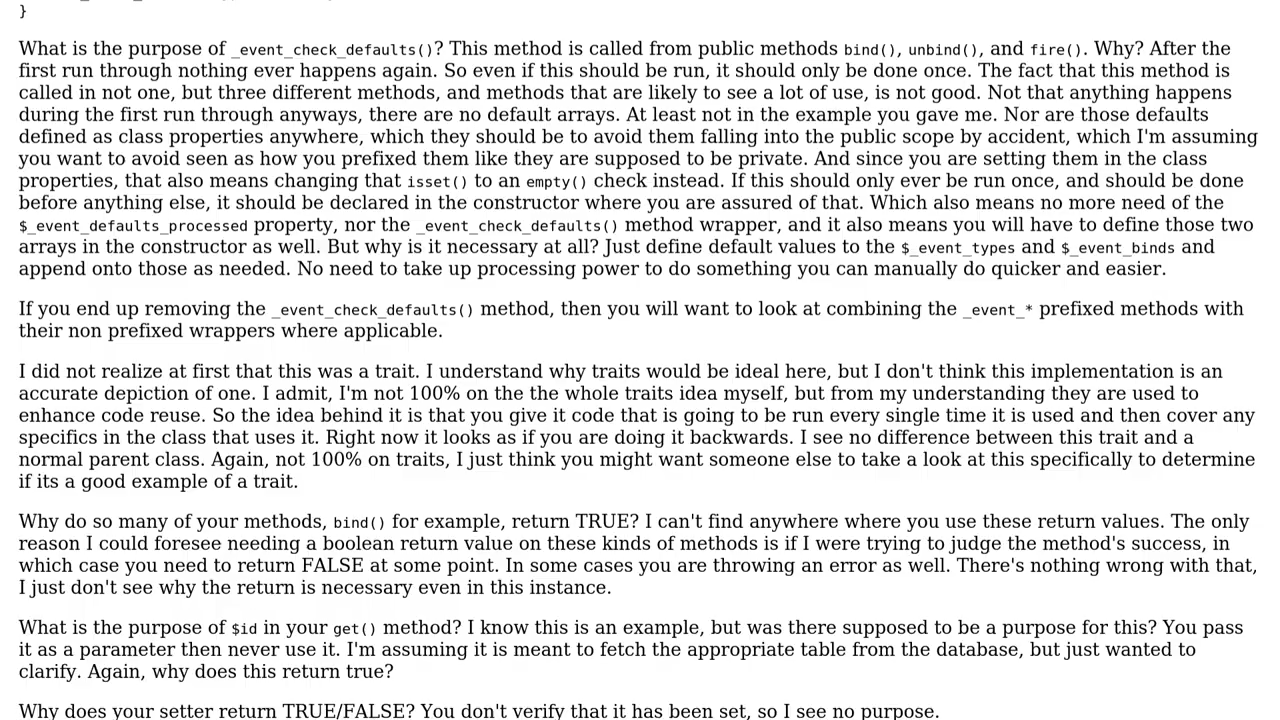 }
What is the purpose of _event_check_defaults()? This method is called from public methods bind(), unbind(), and fire(). Why? After the
first run through nothing ever happens again. So even if this should be run, it should only be done once. The fact that this method is
called in not one, but three different methods, and methods that are likely to see a lot of use, is not good. Not that anything happens
during the first run through anyways, there are no default arrays. At least not in the example you gave me. Nor are those defaults
defined as class properties anywhere, which they should be to avoid them falling into the public scope by accident, which I'm assuming
you want to avoid seen as how you prefixed them like they are supposed to be private. And since you are setting them in the class
properties, that also means changing that isset() to an empty() check instead. If this should only ever be run once, and should be done
before anything else, it should be declared in the constructor where you are assured of that. Which also means no more need of the
$_event_defaults_processed property, nor the _event_check_defaults() method wrapper, and it also means you will have to define those two
arrays in the constructor as well. But why is it necessary at all? Just define default values to the $_event_types and $_event_binds and
append onto those as needed. No need to take up processing power to do something you can manually do quicker and easier.
If you end up removing the _event_check_defaults() method, then you will want to look at combining the _event_* prefixed methods with
their non prefixed wrappers where applicable.
I did not realize at first that this was a trait. I understand why traits would be ideal here, but I don't think this implementation is an
accurate depiction of one. I admit, I'm not 100% on the the whole traits idea myself, but from my understanding they are used to
enhance code reuse. So the idea behind it is that you give it code that is going to be run every single time it is used and then cover any
specifics in the class that uses it. Right now it looks as if you are doing it backwards. I see no difference between this trait and a
normal parent class. Again, not 100% on traits, I just think you might want someone else to take a look at this specifically to determine
if its a good example of a trait.
Why do so many of your methods, bind() for example, return TRUE? I can't find anywhere where you use these return values. The only
reason I could foresee needing a boolean return value on these kinds of methods is if I were trying to judge the method's success, in
which case you need to return FALSE at some point. In some cases you are throwing an error as well. There's nothing wrong with that,
I just don't see why the return is necessary even in this instance.
What is the purpose of $id in your get() method? I know this is an example, but was there supposed to be a purpose for this? You pass
it as a parameter then never use it. I'm assuming it is meant to fetch the appropriate table from the database, but just wanted to
clarify. Again, why does this return true?
Why does your setter return TRUE/FALSE? You don't verify that it has been set, so I see no purpose.